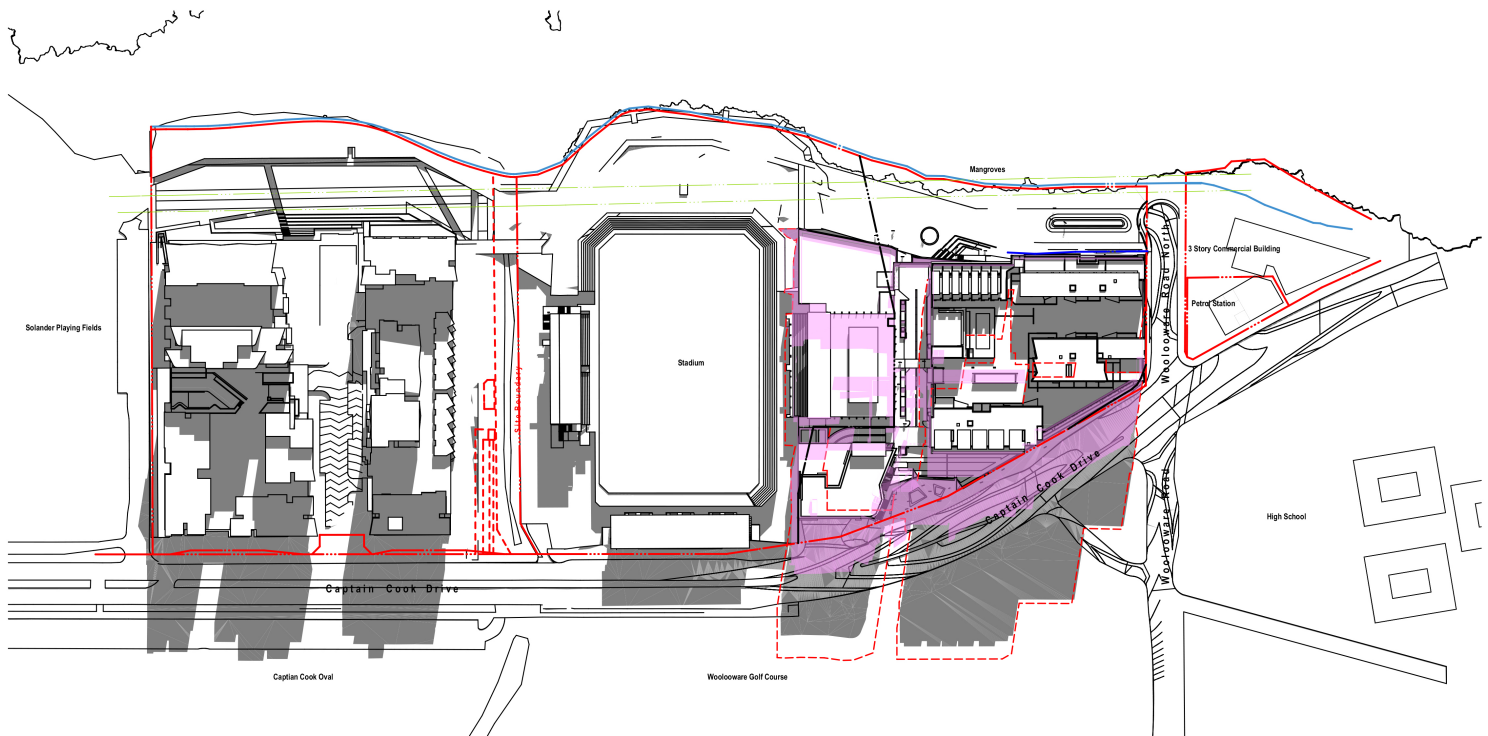 Mangroves
Woolooware Road North
3 Story Commercial Building
Petrol Station
Solander Playing Fields
Site Boundary
Stadium
Captain Cook Drive
Woolooware Road
High School
Captain Cook Drive
Captian Cook Oval
Woolooware Golf Course